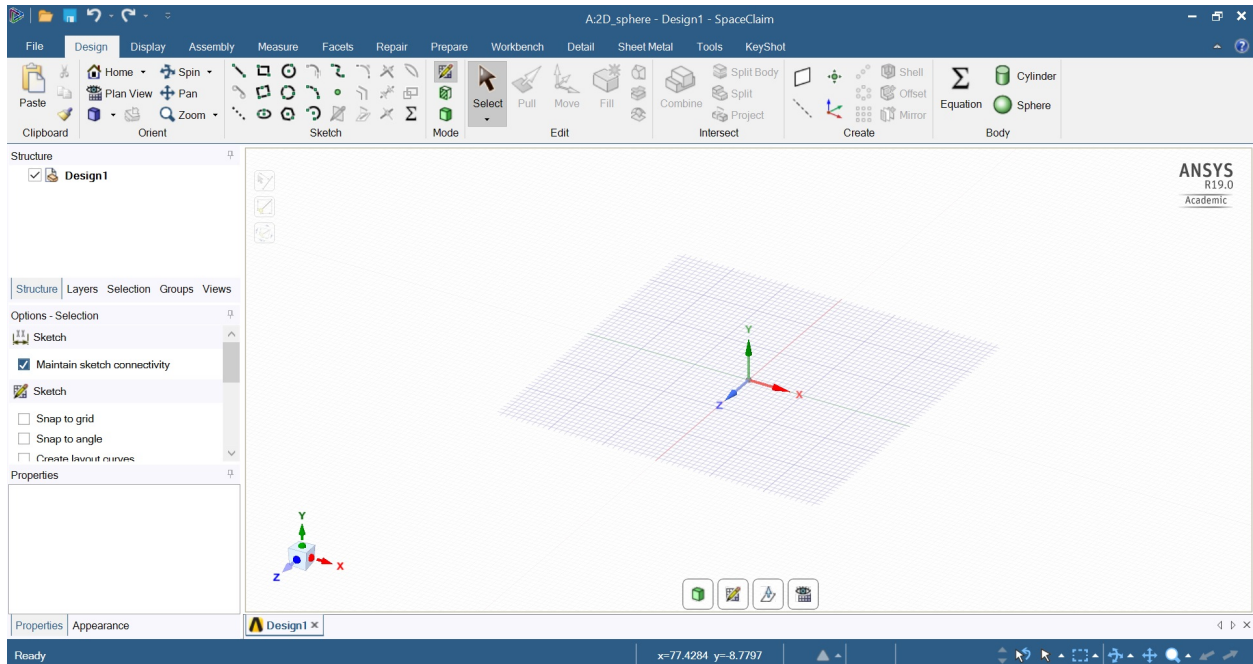 A:2D_sphere - Design1 - SpaceClaim
File Design Display Assembly Measure Facets Repair Prepare Workbench Detail Sheet Metal Tools KeyShot
Paste
Clipboard
Home
Plan View
Spin
Pan
Zoom
Orient
Sketch
Mode
Select
Pull
Move
Fill
Edit
Combine
Split Body
Split
Project
Intersect
Shell
Offset
Mirror
Create
Equation
Cylinder
Sphere
Body
Structure
Design1
Structure Layers Selection Groups Views
Options - Selection
Sketch
Maintain sketch connectivity
Sketch
Snap to grid
Snap to angle
Create layout curves
Properties
Properties Appearance
ANSYS
R19.0
Academic
Y
X
Z
Y
X
Z
Design1
Ready
x=77.4284 y=-8.7797